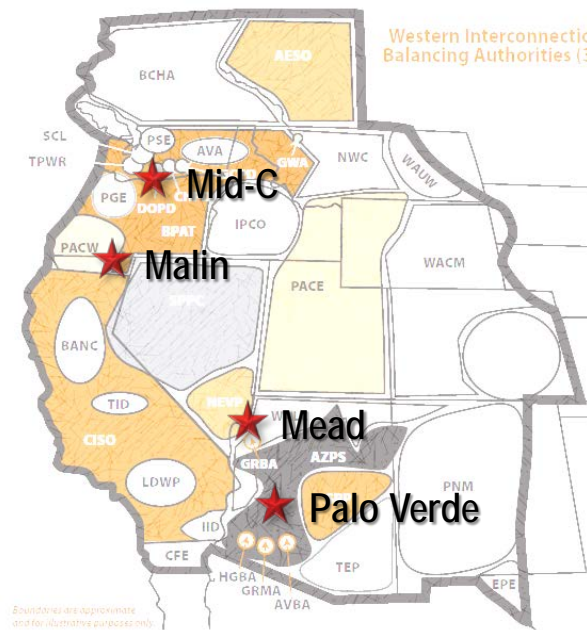 Western Interconnectio
Balancing Authorities (3
AESO
BCHA
SCL
PSE
TPWR
AVA
GWA
NWC
WAUW
Mid-C
PGE
DOPD
BPAT
IPCO
PACW
Malin
PACE
WACM
SPPC
BANC
TID
NEVP
Mead
CISO
GRBA
AZPS
LDWP
Palo Verde
PNM
IID
CFE
TEP
HGBA
GRMA
AVBA
EPE
Boundaries are approximate
and for illustrative purposes only.